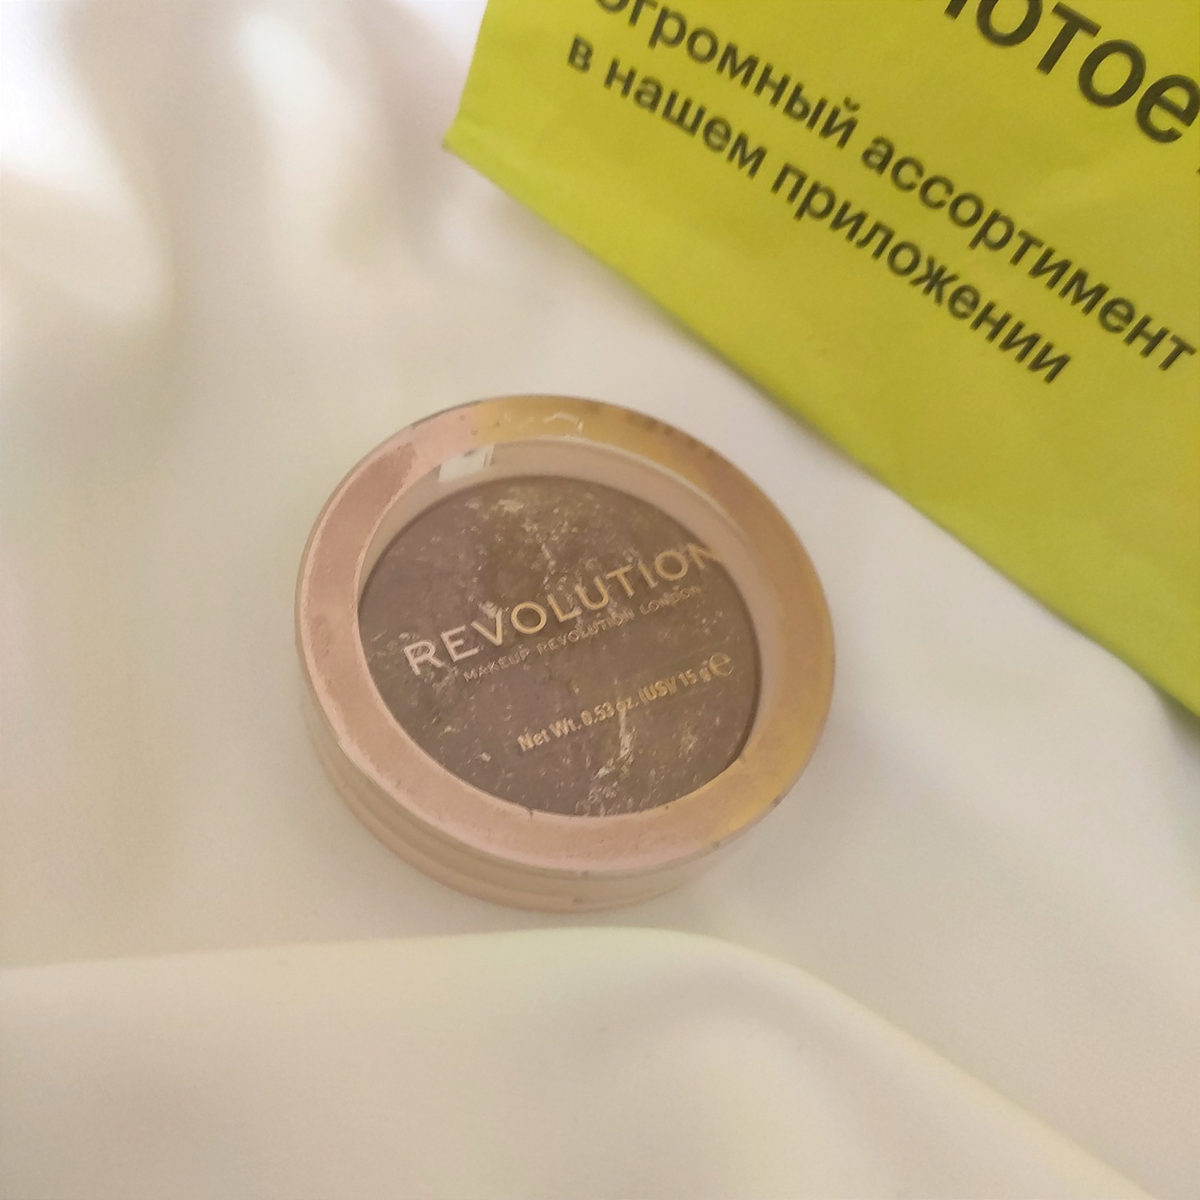 огромный ассортимент
в нашем приложении
REVOLUTION
MAKEUP REVOLUTION LONDON
Net Wt. 0.53 oz. (US)/ 15 g ℮